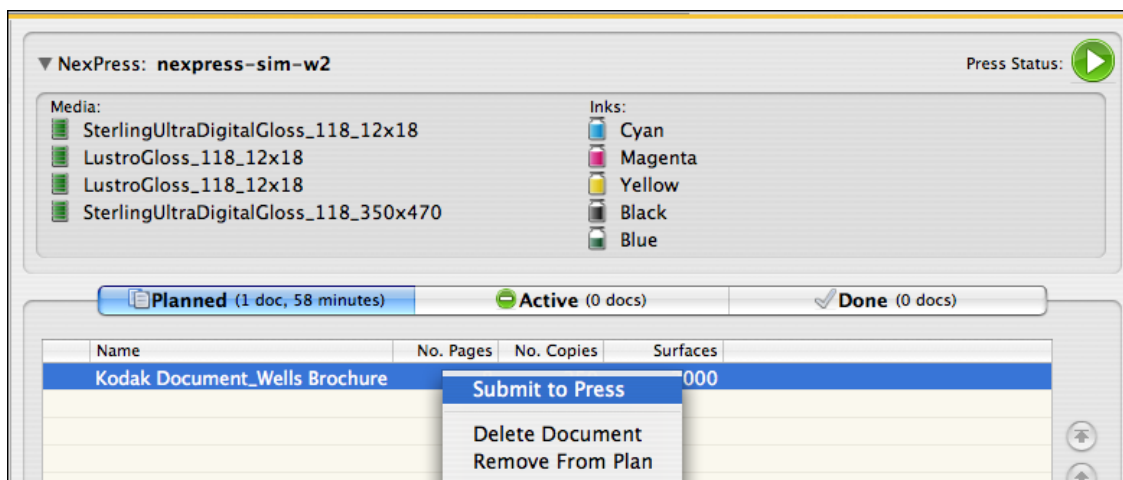 NexPress: nexpress-sim-w2
Press Status:
Media:
SterlingUltraDigitalGloss_118_12x18
LustroGloss_118_12x18
LustroGloss_118_12x18
SterlingUltraDigitalGloss_118_350x470
Inks:
Cyan
Magenta
Yellow
Black
Blue
Planned (1 doc, 58 minutes) Active (0 docs) Done (0 docs)
Name No. Pages No. Copies Surfaces
Kodak Document_Wells Brochure 000
Submit to Press
Delete Document
Remove From Plan